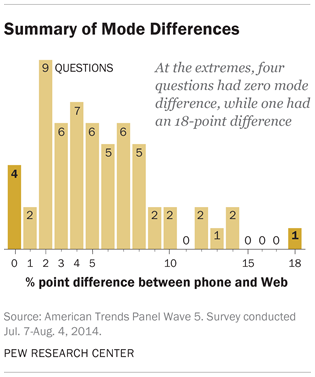 Summary of Mode Differences
9 QUESTIONS
At the extremes, four
questions had zero mode
difference, while one had
an 18-point difference
4 2 6 7 6 5 6 5 2 2 0 2 1 2 0 0 0 1
0 1 2 3 4 5 10 15 18
% point difference between phone and Web
Source: American Trends Panel Wave 5. Survey conducted
Jul. 7-Aug. 4, 2014.
PEW RESEARCH CENTER